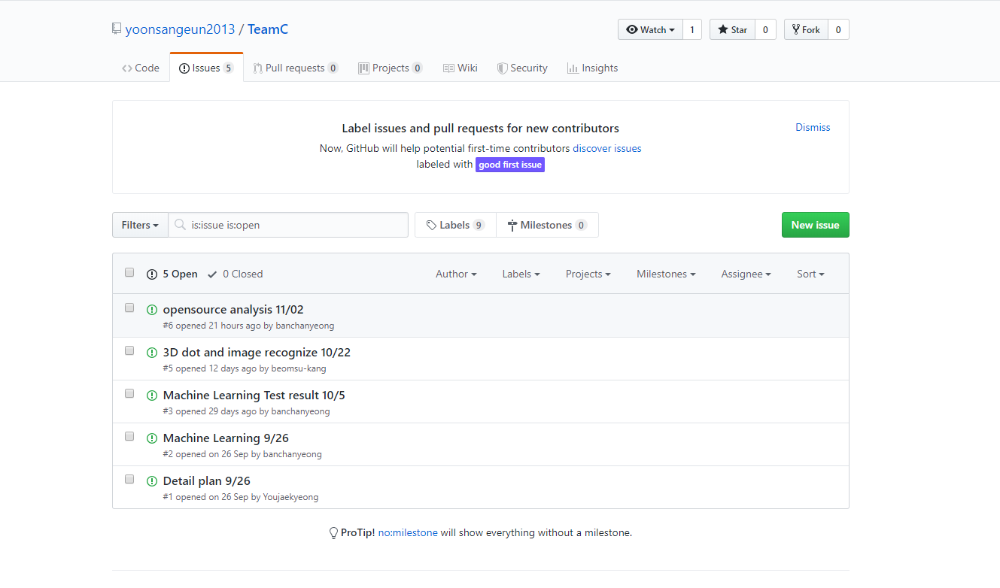 yoonsangeun2013 / TeamC
Watch 1 Star 0 Fork 0
Code Issues 5 Pull requests 0 Projects 0 Wiki Security Insights
Label issues and pull requests for new contributors
Dismiss
Now, GitHub will help potential first-time contributors discover issues
labeled with good first issue
Filters is:issue is:open Labels 9 Milestones 0 New issue
5 Open 0 Closed Author Labels Projects Milestones Assignee Sort
opensource analysis 11/02
#6 opened 21 hours ago by banchanyeong
3D dot and image recognize 10/22
#5 opened 12 days ago by beomsu-kang
Machine Learning Test result 10/5
#3 opened 29 days ago by banchanyeong
Machine Learning 9/26
#2 opened on 26 Sep by banchanyeong
Detail plan 9/26
#1 opened on 26 Sep by Youjaekyeong
ProTip! no:milestone will show everything without a milestone.